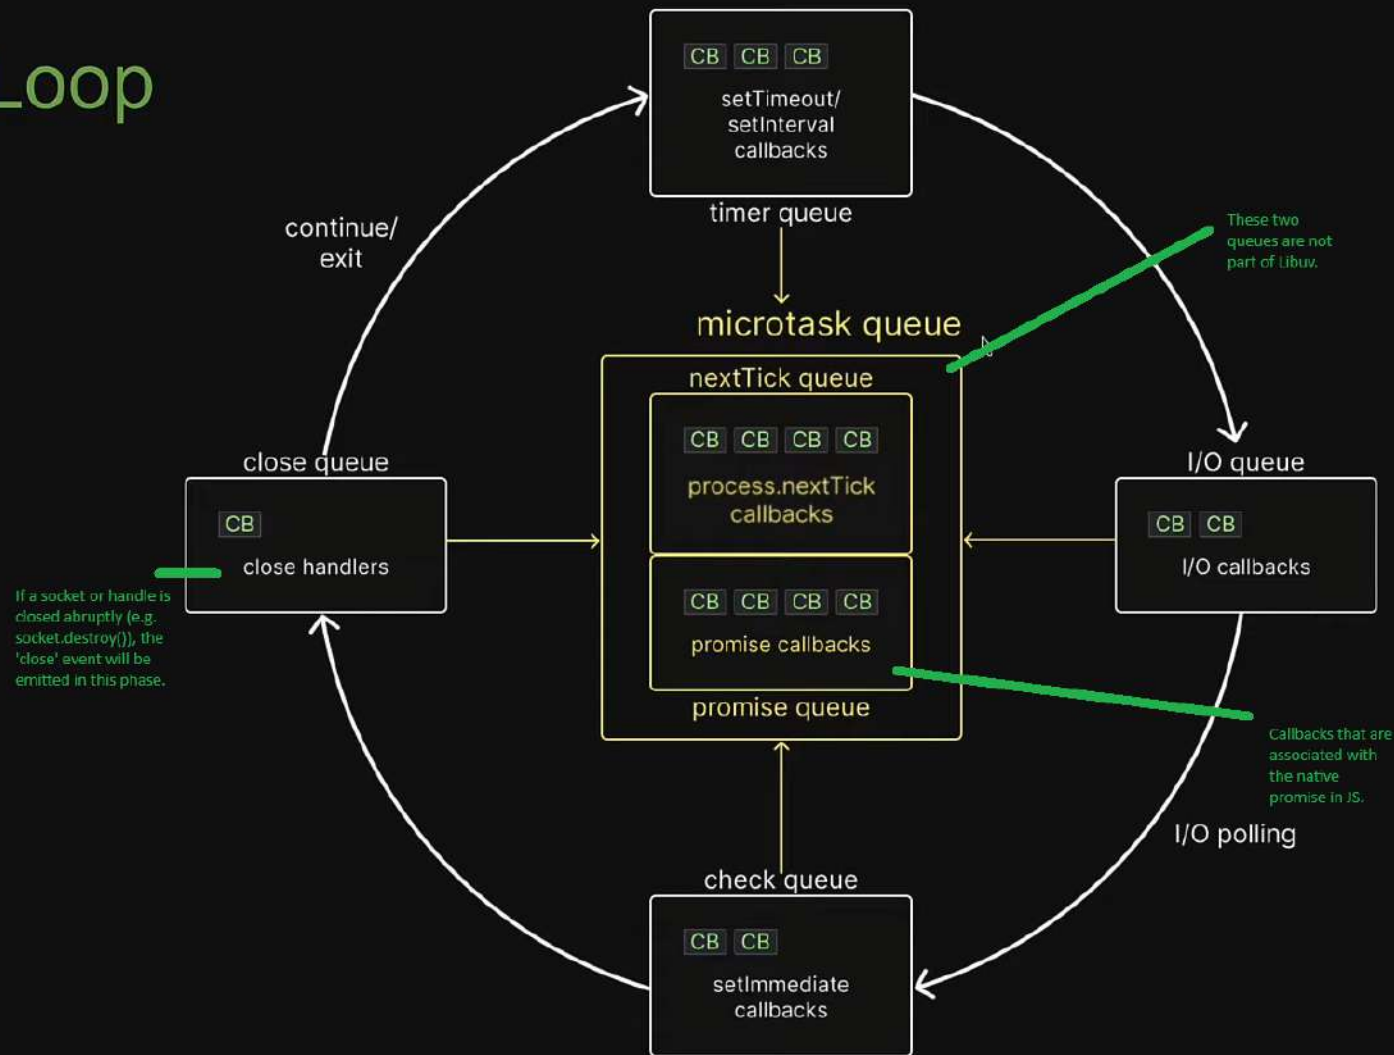 Loop
CB CB CB
setTimeout/
setInterval
callbacks
timer queue
continue/
exit
These two
queues are not
part of Libuv.
microtask queue
nextTick queue
CB CB CB CB
process.nextTick
callbacks
close queue
CB
close handlers
I/O queue
CB CB
I/O callbacks
If a socket or handle is
closed abruptly (e.g.
socket.destroy()), the
'close' event will be
emitted in this phase.
CB CB CB CB
promise callbacks
promise queue
Callbacks that are
associated with
the native
promise in JS.
I/O polling
check queue
CB CB
setImmediate
callbacks